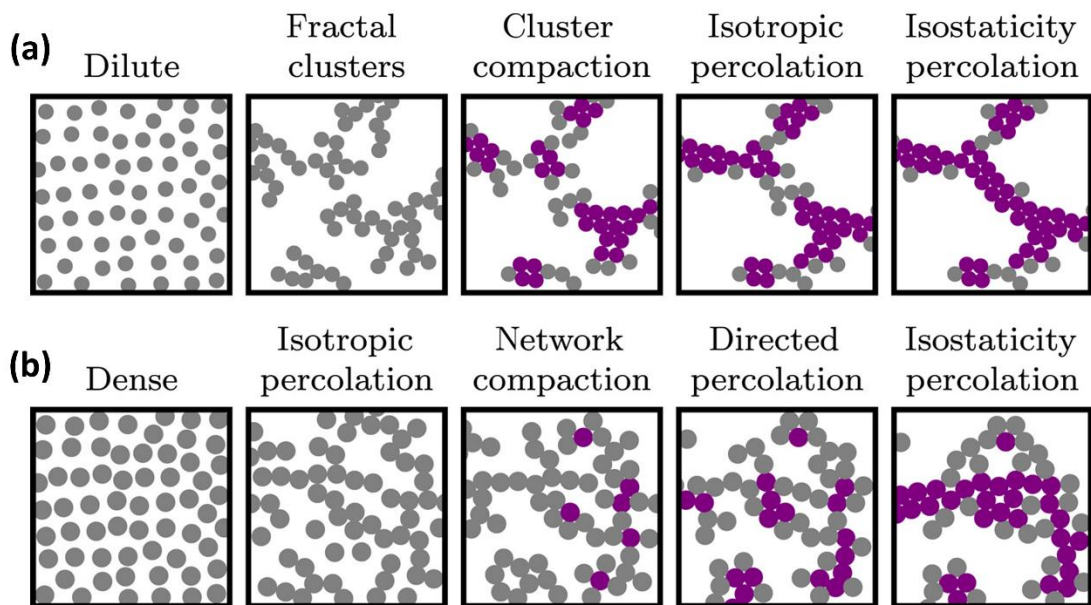 (a)
Dilute
Fractal
clusters
Cluster
compaction
Isotropic
percolation
Isostaticity
percolation
(b)
Dense
Isotropic
percolation
Network
compaction
Directed
percolation
Isostaticity
percolation